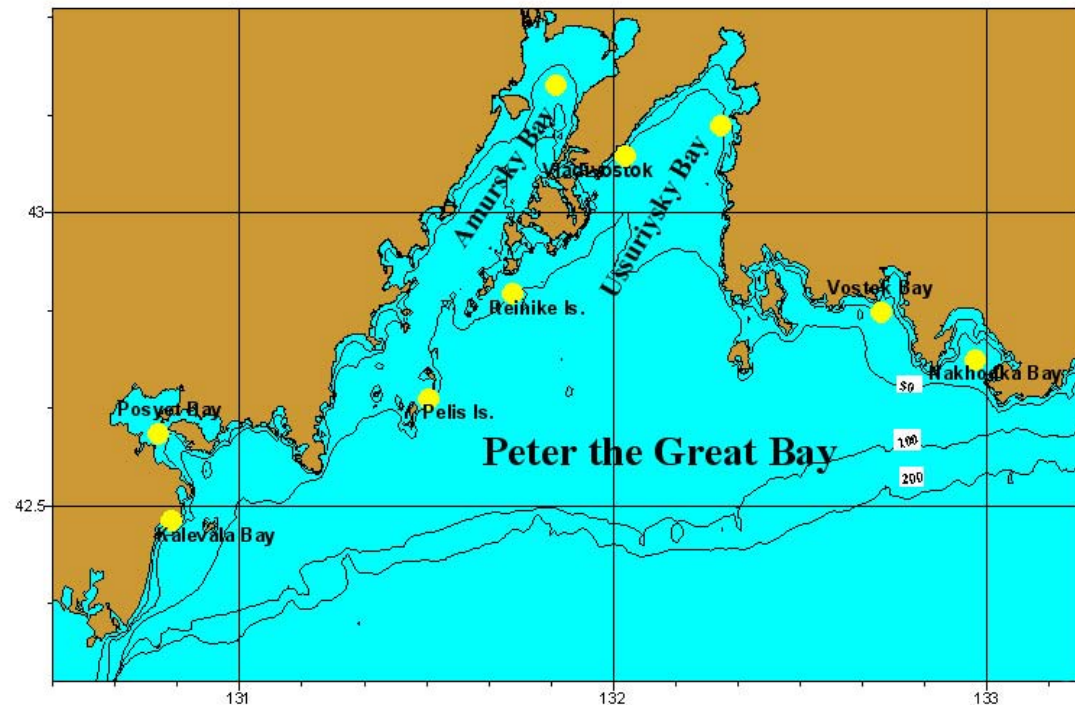 Amursky Bay
Vladivostok
Ussuriysky Bay
43
Vostok Bay
Reinike Is.
Nakhodka Bay
50
Posyet Bay
Pelis Is.
Peter the Great Bay
100
200
42.5
Kalevala Bay
131
132
133